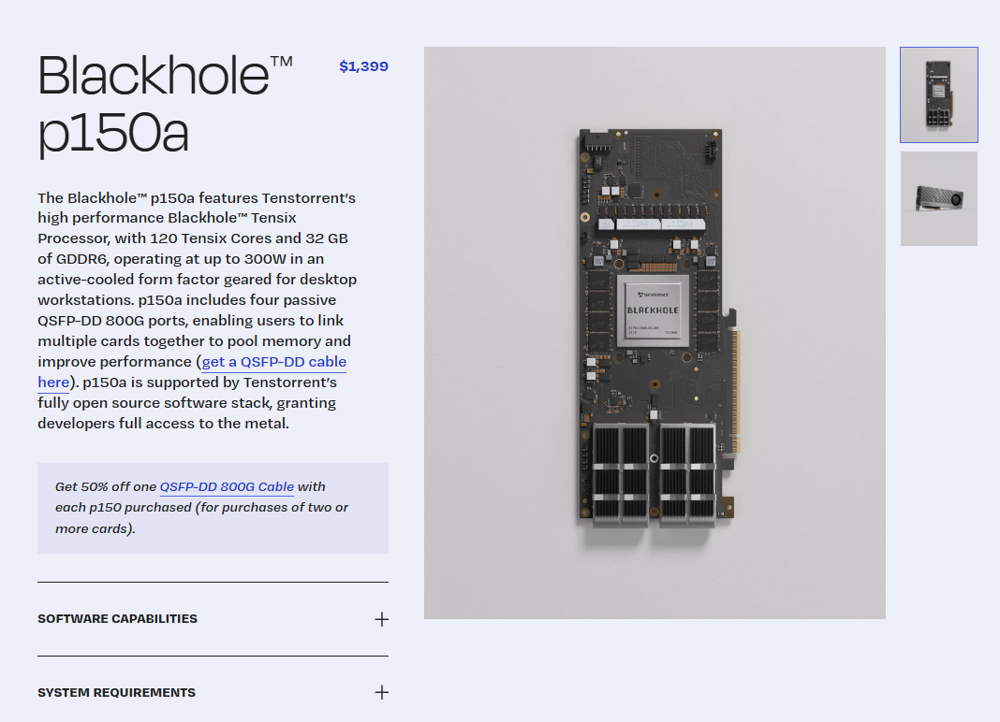 Blackhole™
p150a
$1,399
The Blackhole™ p150a features Tenstorrent's
high performance Blackhole™ Tensix
Processor, with 120 Tensix Cores and 32 GB
of GDDR6, operating at up to 300W in an
active-cooled form factor geared for desktop
workstations. p150a includes four passive
QSFP-DD 800G ports, enabling users to link
multiple cards together to pool memory and
improve performance (get a QSFP-DD cable
here). p150a is supported by Tenstorrent's
fully open source software stack, granting
developers full access to the metal.
Get 50% off one QSFP-DD 800G Cable with
each p150 purchased (for purchases of two or
more cards).
SOFTWARE CAPABILITIES
SYSTEM REQUIREMENTS
tenstorrent
BLACKHOLE